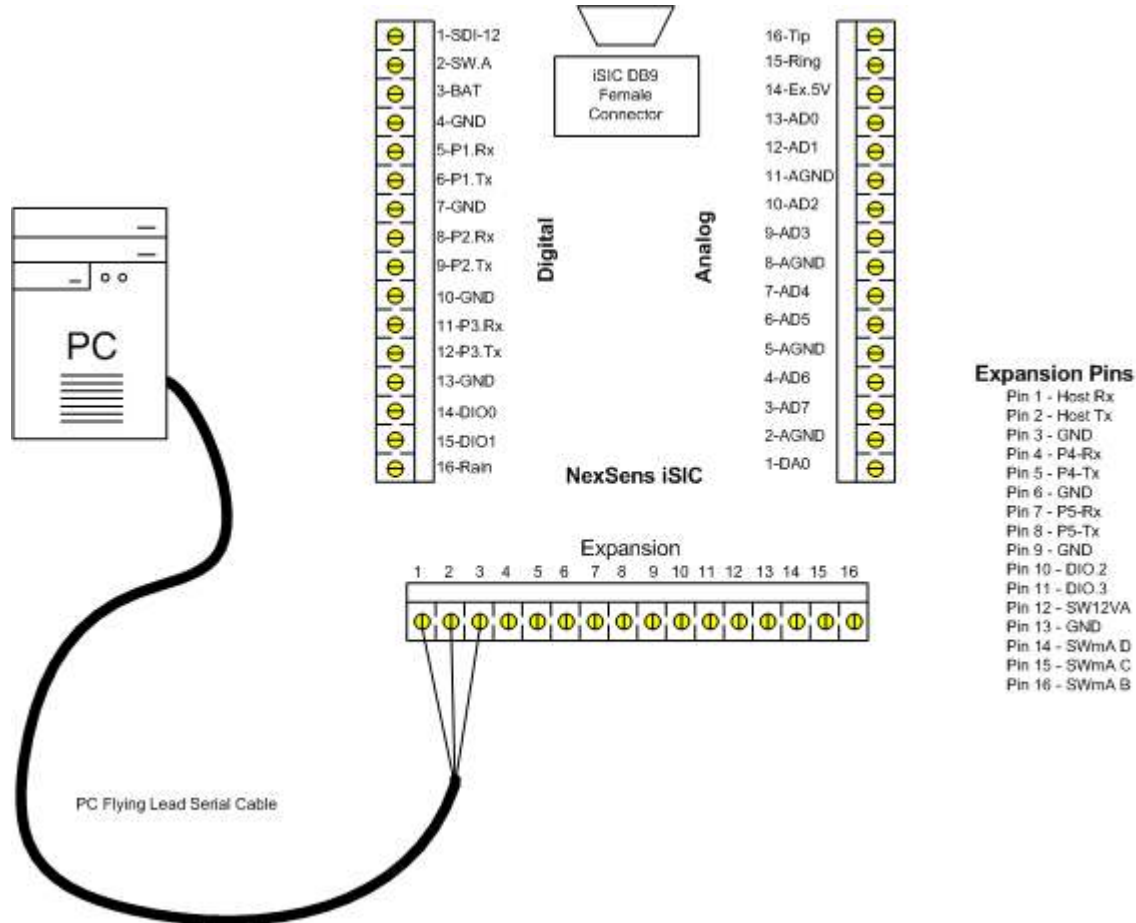 1-SDI-12
2-SW.A
3-BAT
4-GND
5-P1.Rx
6-P1.Tx
7-GND
8-P2.Rx
9-P2.Tx
10-GND
11-P3.Rx
12-P3.Tx
13-GND
14-DIO0
15-DIO1
16-Rain
iSIC DB9
Female
Connector
Digital
Analog
16-Tip
15-Ring
14-Ex.5V
13-AD0
12-AD1
11-AGND
10-AD2
9-AD3
8-AGND
7-AD4
6-AD5
5-AGND
4-AD6
3-AD7
2-AGND
1-DA0
NexSens iSIC
PC
Expansion
1 2 3 4 5 6 7 8 9 10 11 12 13 14 15 16
Expansion Pins
Pin 1 - Host Rx
Pin 2 - Host Tx
Pin 3 - GND
Pin 4 - P4-Rx
Pin 5 - P4-Tx
Pin 6 - GND
Pin 7 - P5-Rx
Pin 8 - P5-Tx
Pin 9 - GND
Pin 10 - DIO.2
Pin 11 - DIO.3
Pin 12 - SW12VA
Pin 13 - GND
Pin 14 - SWmA D
Pin 15 - SWmA C
Pin 16 - SWmA B
PC Flying Lead Serial Cable